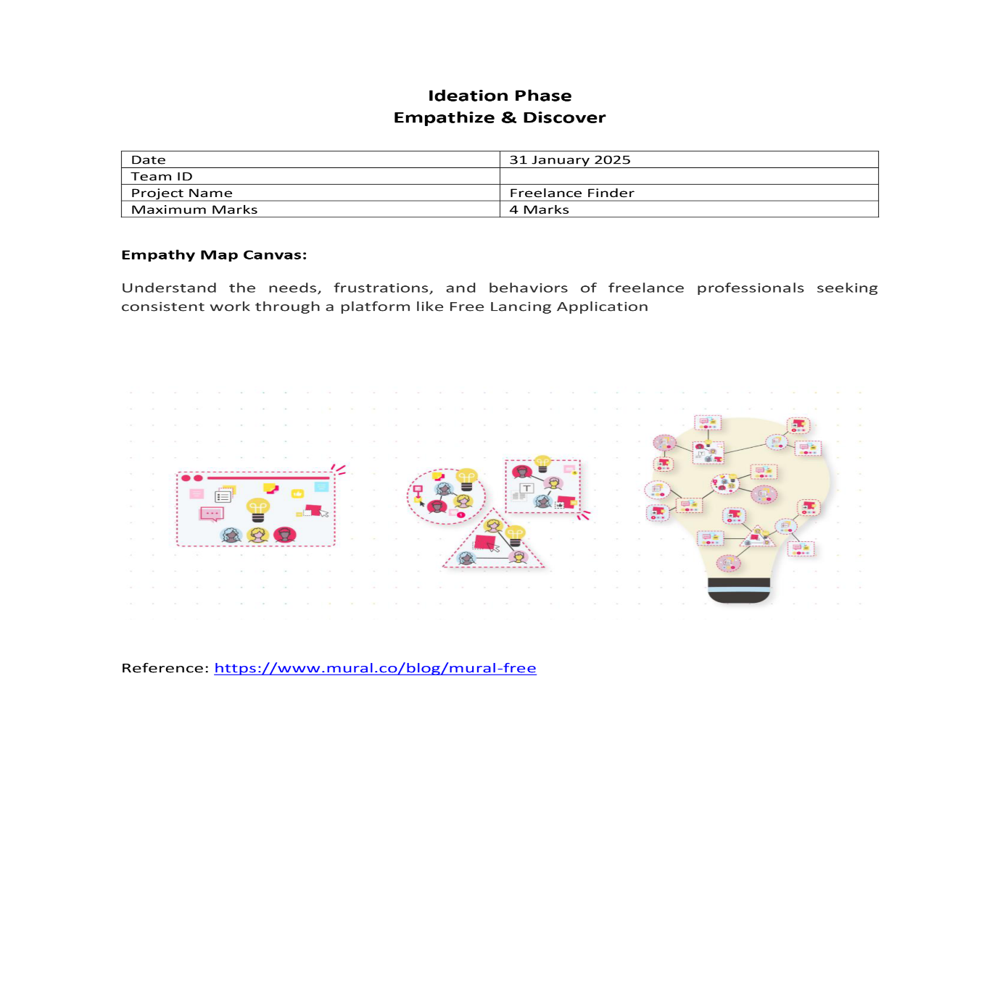 Ideation Phase
Empathize & Discover
Date 31 January 2025
Team ID
Project Name Freelance Finder
Maximum Marks 4 Marks
Empathy Map Canvas:
Understand the needs, frustrations, and behaviors of freelance professionals seeking
consistent work through a platform like Free Lancing Application
T
1
T
Reference: https://www.mural.co/blog/mural-free